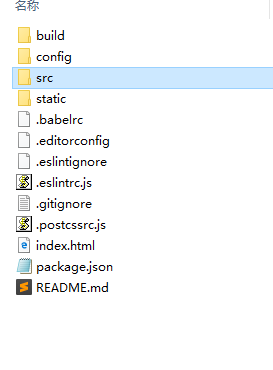 名称
build
config
src
static
.babelrc
.editorconfig
.eslintignore
.eslintrc.js
.gitignore
.postcssrc.js
index.html
package.json
README.md